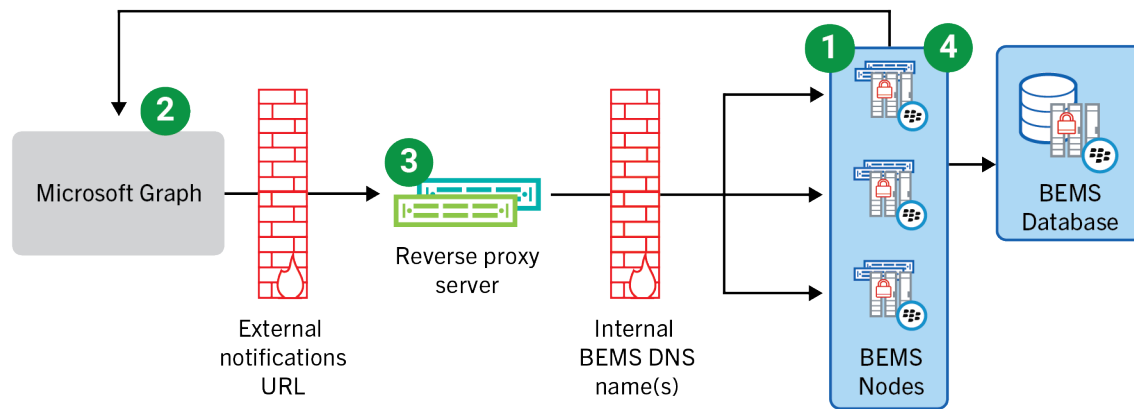 1
4
2
Microsoft Graph
3
Reverse proxy
server
External
notifications
URL
Internal
BEMS DNS
name(s)
BEMS
Nodes
BEMS
Database